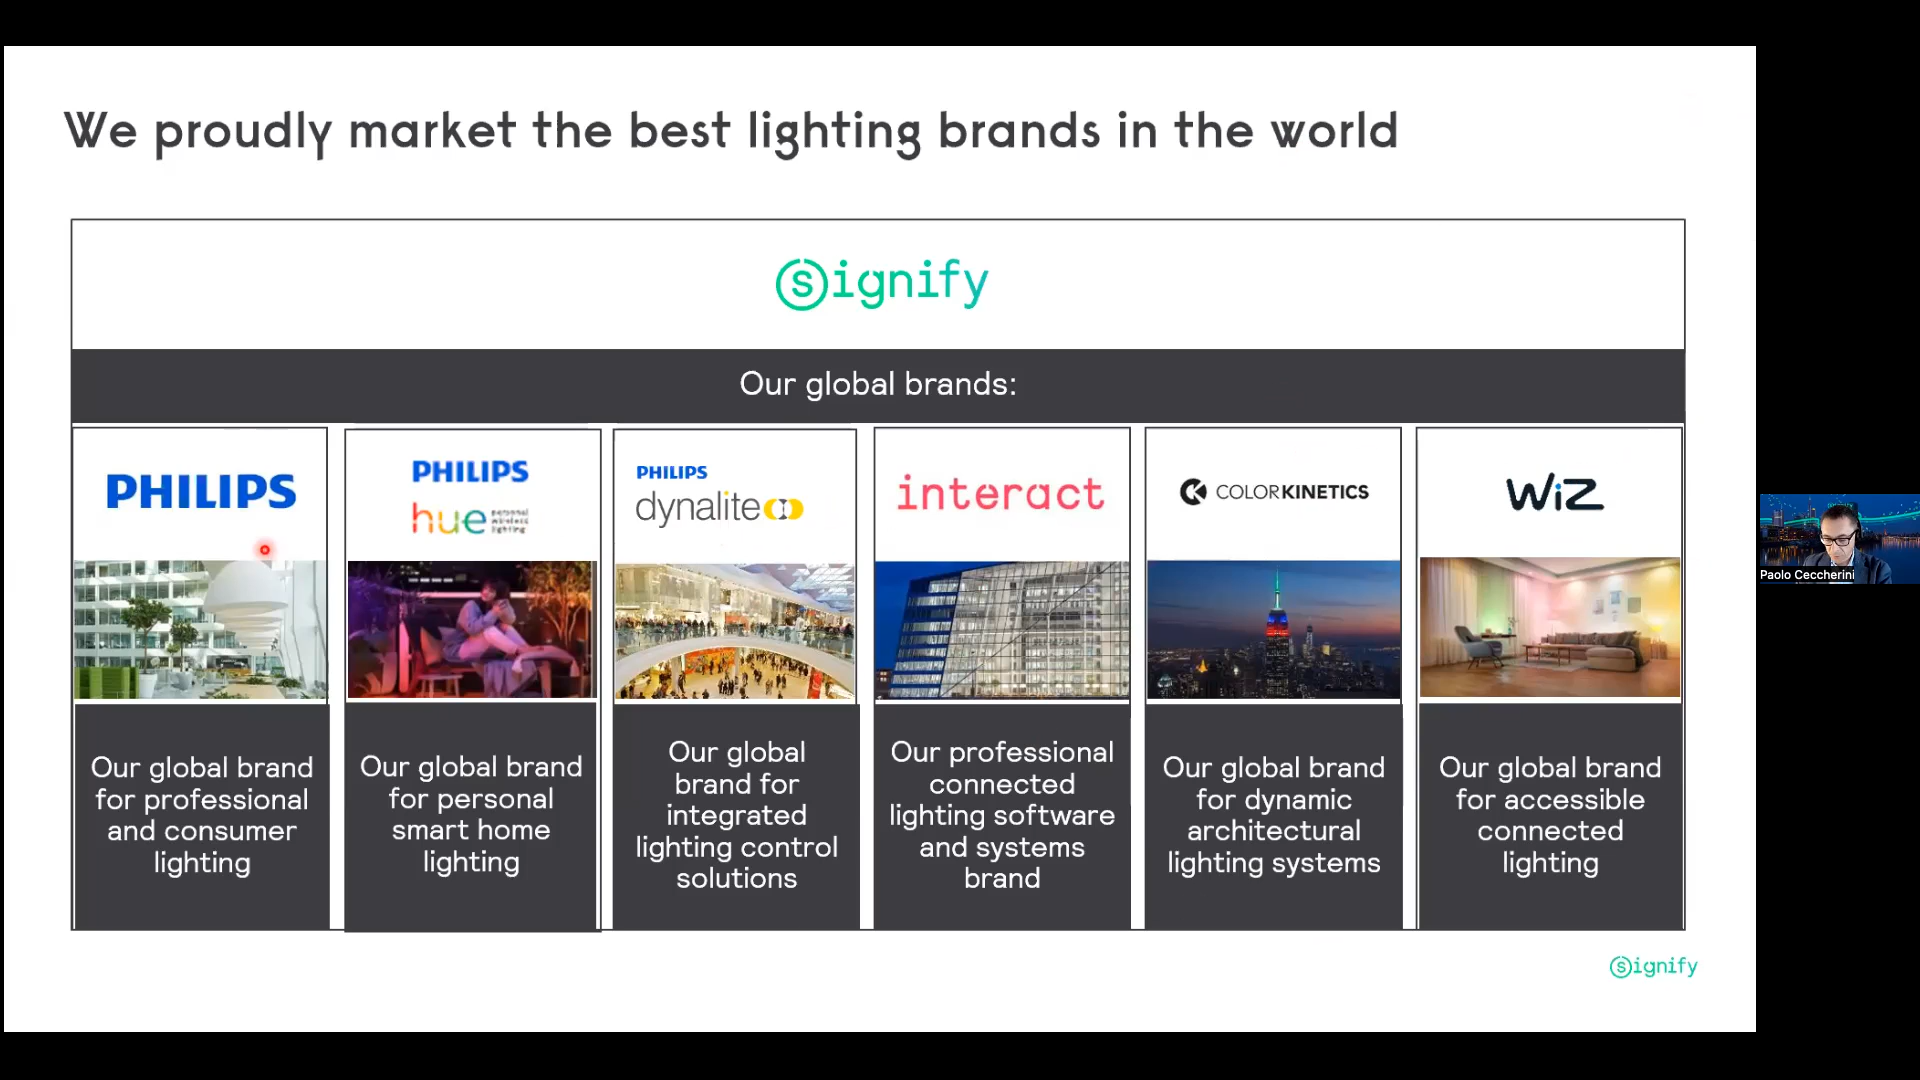 We proudly market the best lighting brands in the world
signify
Our global brands:
PHILIPS
Our global brand
for professional
and consumer
lighting
PHILIPS
hue personal
wireless
lighting
Our global brand
for personal
smart home
lighting
PHILIPS
dynalite
Our global
brand for
integrated
lighting control
solutions
interact
Our professional
connected
lighting software
and systems
brand
COLORKINETICS
Our global brand
for dynamic
architectural
lighting systems
WiZ
Our global brand
for accessible
connected
lighting
signify
Paolo Ceccherini